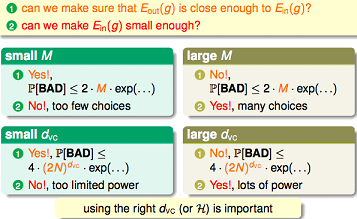 1 can we make sure that E_out(g) is close enough to E_in(g)?
2 can we make E_in(g) small enough?
small M
1 Yes!,
ℙ[BAD] ≤ 2 · M · exp(…)
2 No!, too few choices
large M
1 No!,
ℙ[BAD] ≤ 2 · M · exp(…)
2 Yes!, many choices
small d_VC
1 Yes!, ℙ[BAD] ≤
4 · (2N)^d_VC · exp(…)
2 No!, too limited power
large d_VC
1 No!, ℙ[BAD] ≤
4 · (2N)^d_VC · exp(…)
2 Yes!, lots of power
using the right d_VC (or ℋ) is important